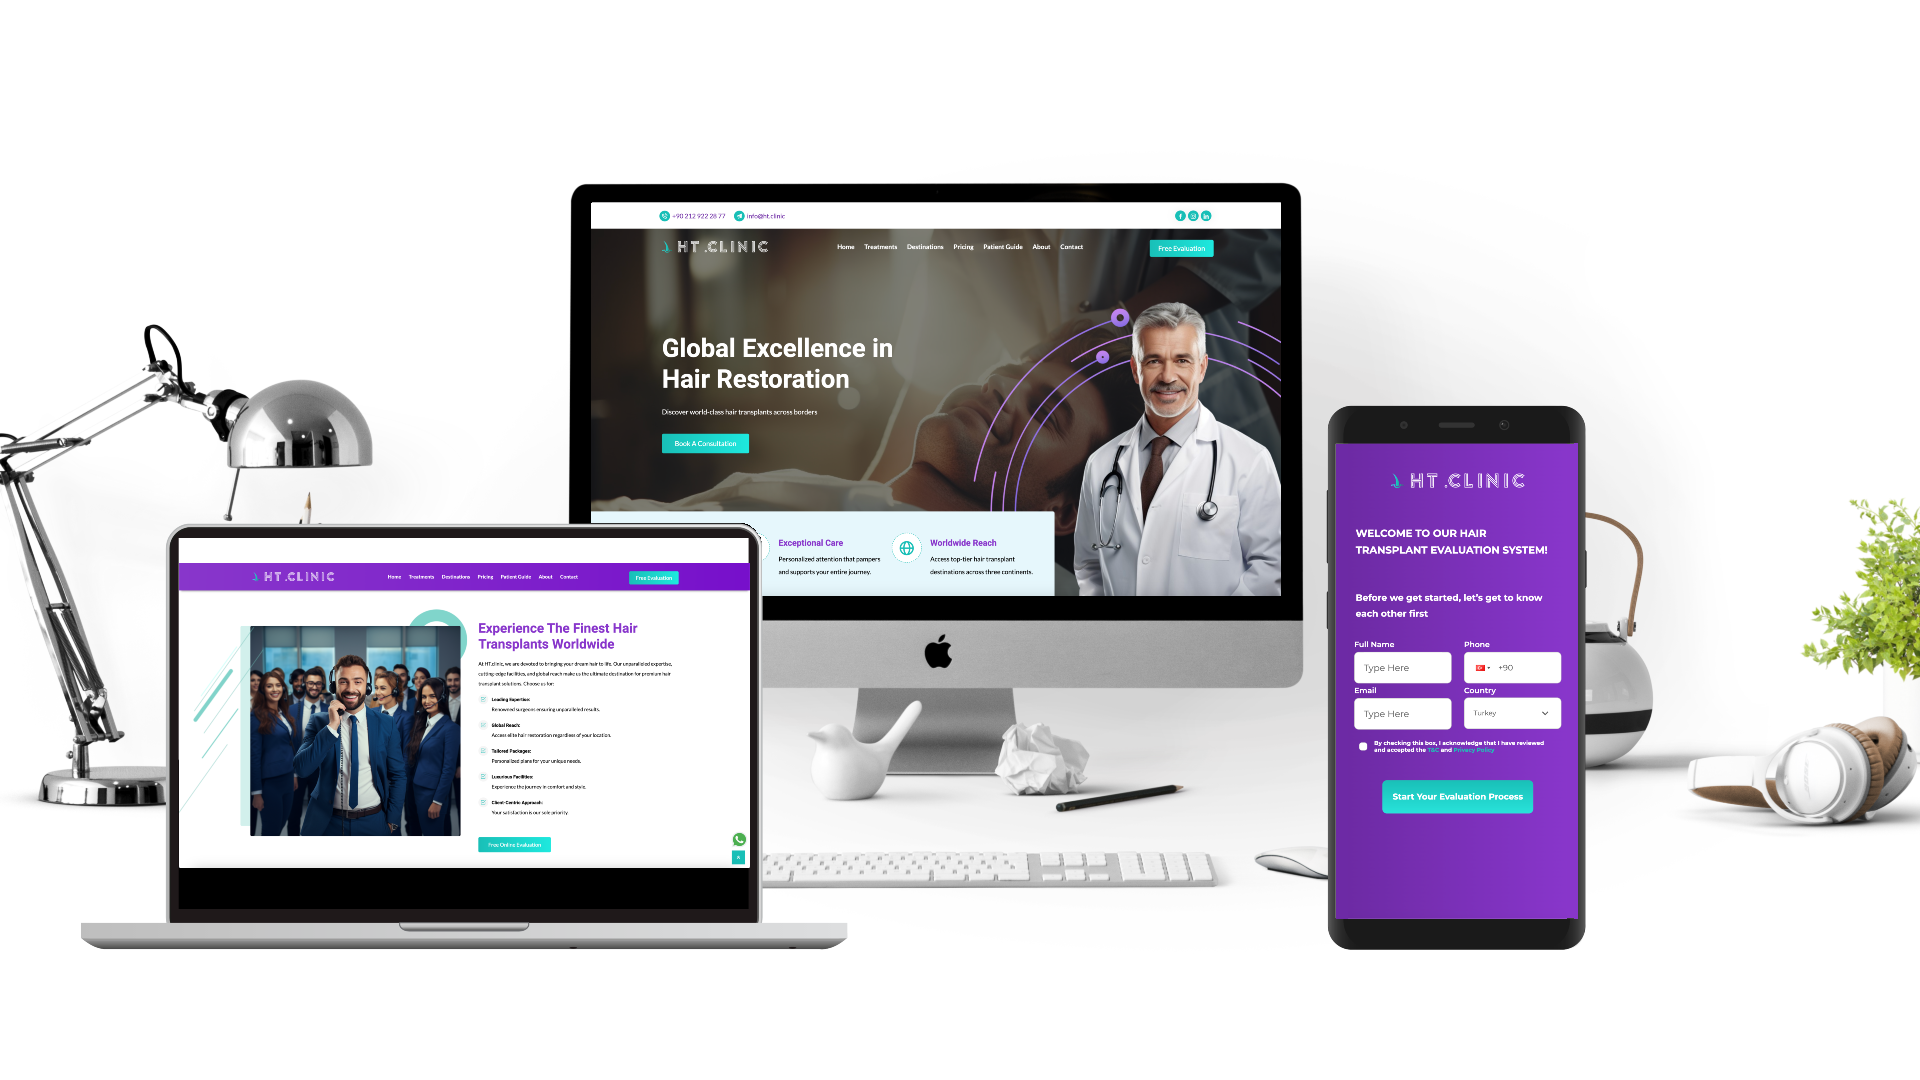 +90 212 922 28 77
info@ht.clinic
HT.CLINIC
Home Treatments Destinations Pricing Patient Guide About Contact
Free Evaluation
Global Excellence in
Hair Restoration
Discover world-class hair transplants across borders
Book A Consultation
Exceptional Care
Personalized attention that pampers
and supports your entire journey.
Worldwide Reach
Access top-tier hair transplant
destinations across three continents.
HT.CLINIC
Home Treatments Destinations Pricing Patient Guide About Contact
Free Evaluation
Experience The Finest Hair
Transplants Worldwide
At HT.clinic, we are devoted to bringing your dream hair to life. Our unparalleled expertise,
cutting-edge facilities, and global reach make us the ultimate destination for premium hair
transplant solutions. Choose us for:
Leading Expertise:
Renowned surgeons ensuring unparalleled results.
Global Reach:
Access elite hair restoration regardless of your location.
Tailored Packages:
Personalized plans for your unique needs.
Luxurious Facilities:
Experience the journey in comfort and style.
Client-Centric Approach:
Your satisfaction is our sole priority
Free Online Evaluation
HT.CLINIC
WELCOME TO OUR HAIR
TRANSPLANT EVALUATION SYSTEM!
Before we get started, let's get to know
each other first
Full Name Phone
Type Here +90
Email Country
Type Here Turkey
By checking this box, I acknowledge that I have reviewed
and accepted the T&C and Privacy Policy
Start Your Evaluation Process